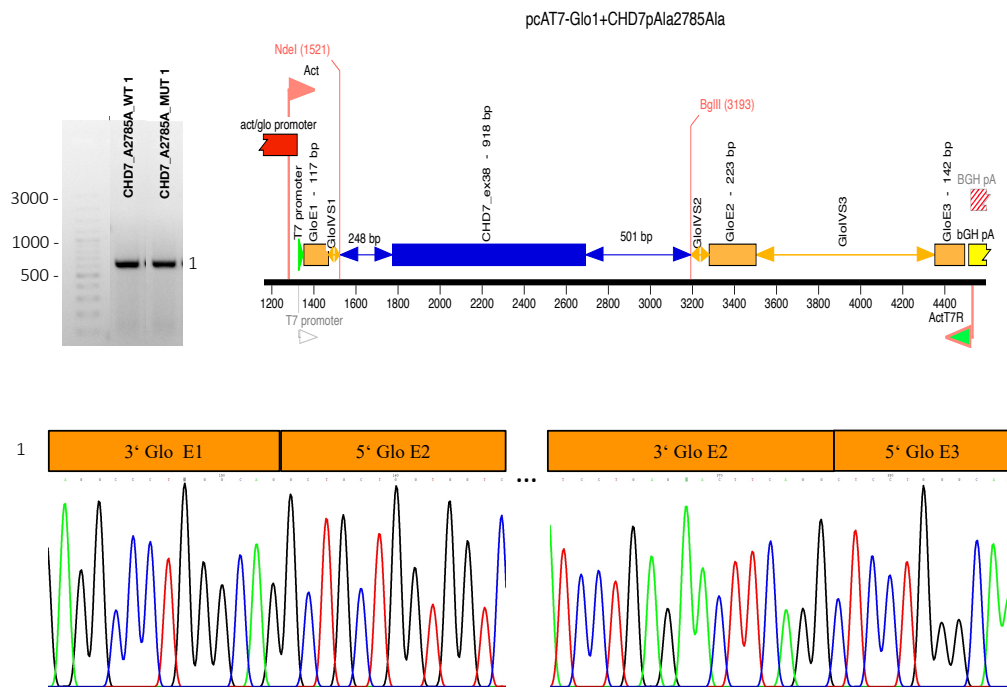 pcAT7-Glo1+CHD7pAla2785Ala
CHD7_A2785A_WT 1
CHD7_A2785A_MUT 1
3000 -
1000 -
500 -
1
NdeI (1521)
Act
act/glo promoter
T7 promoter
GloE1 - 117 bp
GloIVS1
248 bp
CHD7_ex38 - 918 bp
501 bp
BglII (3193)
GloIVS2
GloE2 - 223 bp
GloIVS3
GloE3 - 142 bp
BGH pA
bGH pA
1200 1400 1600 1800 2000 2200 2400 2600 2800 3000 3200 3400 3600 3800 4000 4200 4400
T7 promoter
ActT7R
1
3‘ Glo E1
5‘ Glo E2
...
3‘ Glo E2
5‘ Glo E3